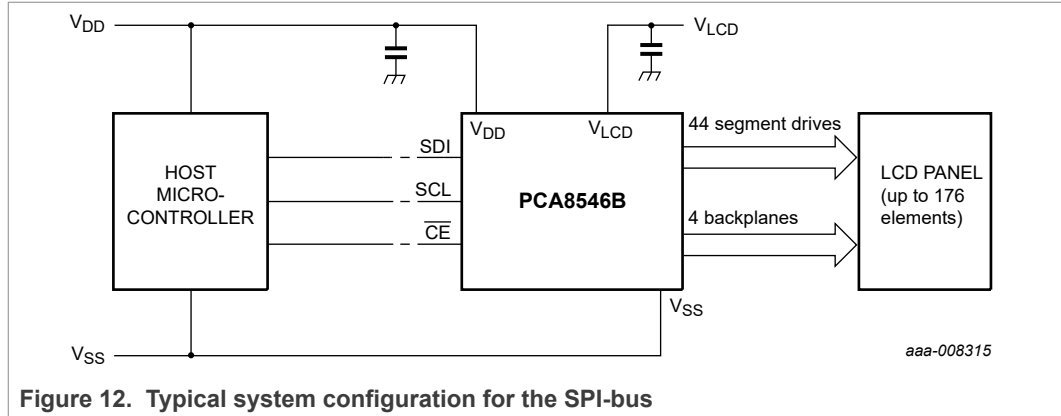 VDD
VLCD
VDD
VLCD
44 segment drives
SDI
HOST
MICRO-
CONTROLLER
SCL
PCA8546B
LCD PANEL
(up to 176
elements)
CE
4 backplanes
VSS
VSS
aaa-008315
Figure 12. Typical system configuration for the SPI-bus